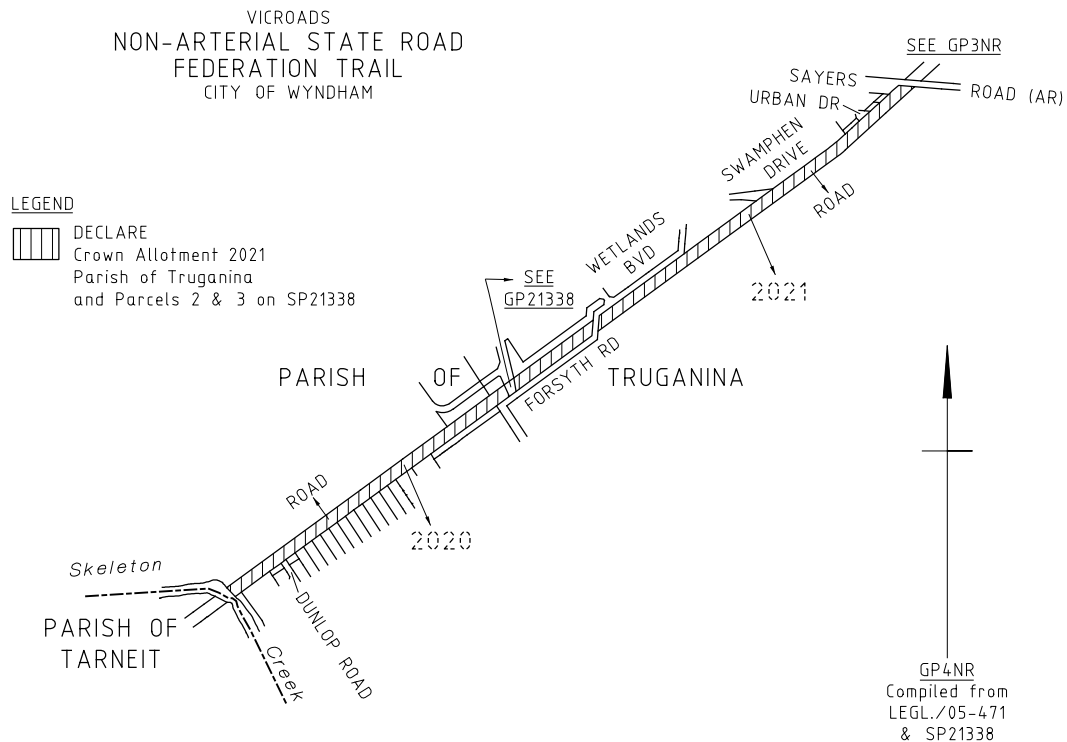 VICROADS
NON-ARTERIAL STATE ROAD
FEDERATION TRAIL
CITY OF WYNDHAM
SEE GP3NR
SAYERS
ROAD (AR)
URBAN DR
SWAMPHEN
DRIVE
ROAD
LEGEND
DECLARE
Crown Allotment 2021
Parish of Truganina
and Parcels 2 & 3 on SP21338
WETLANDS
BVD
SEE
GP21338
2021
PARISH OF TRUGANINA
FORSYTH RD
ROAD
2020
Skeleton
Creek
DUNLOP ROAD
PARISH OF
TARNEIT
GP4NR
Compiled from
LEGL./05-471
& SP21338